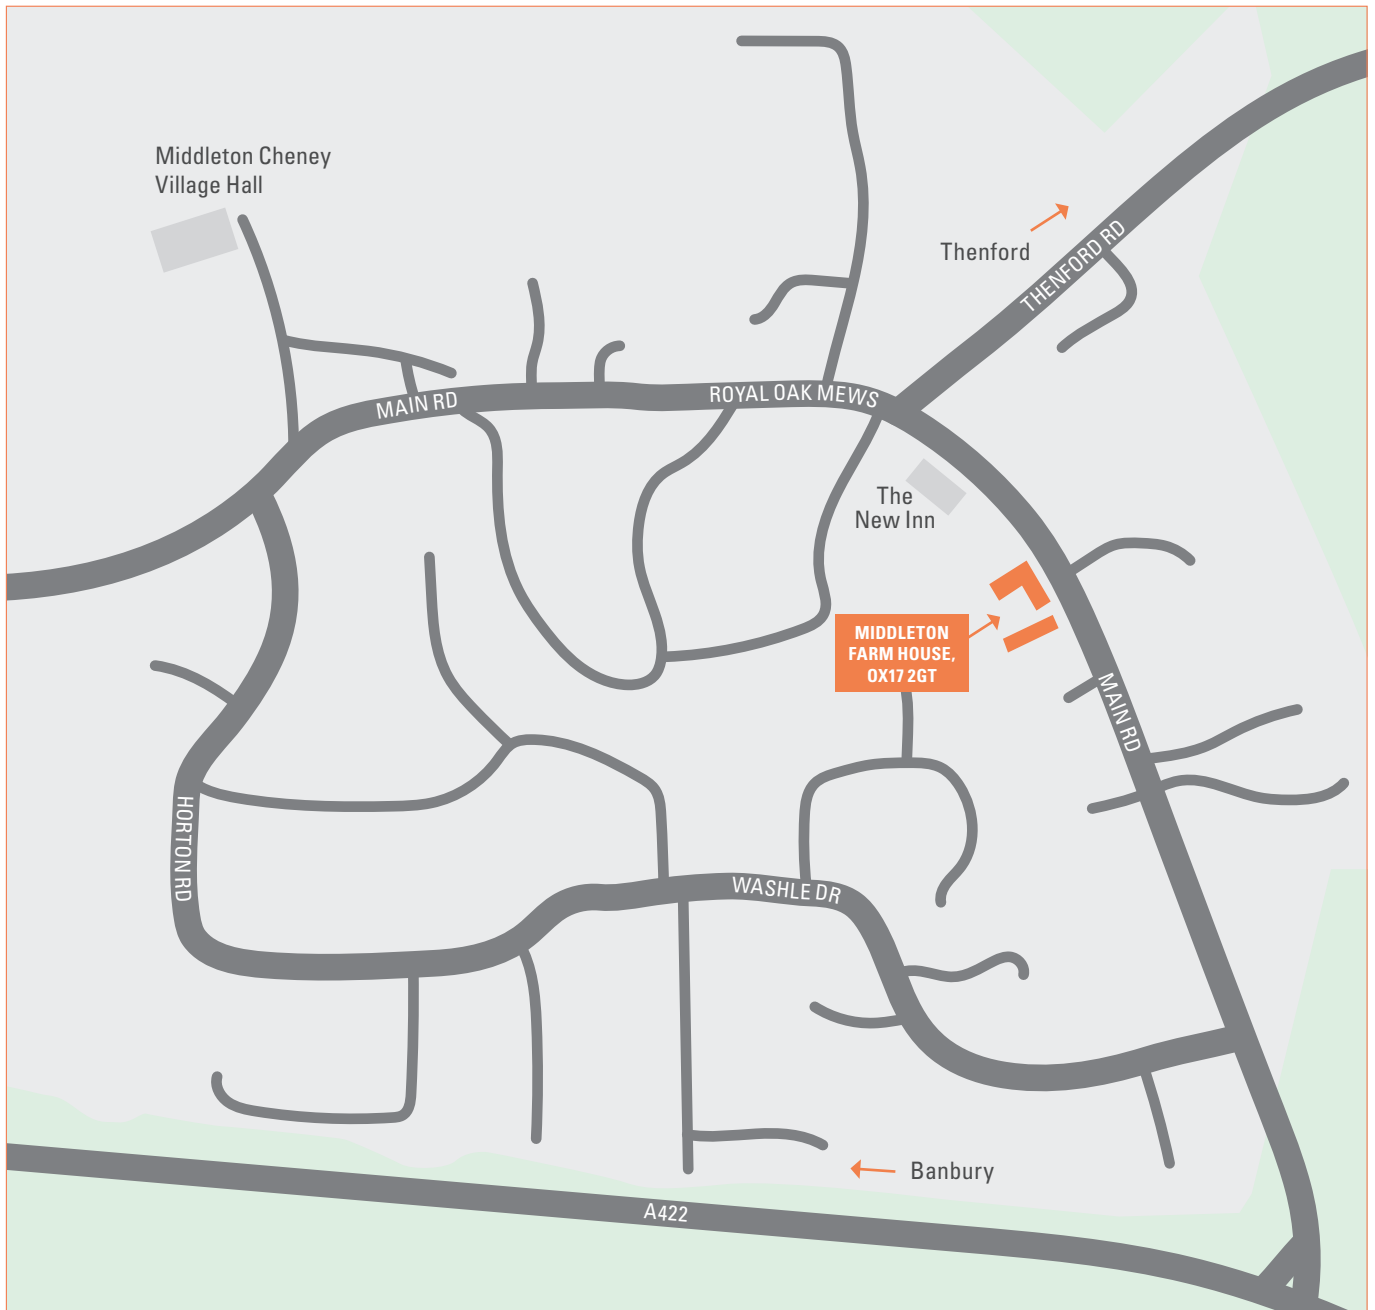 Middleton Cheney
Village Hall
Thenford
THENFORD RD
MAIN RD
ROYAL OAK MEWS
The
New Inn
MIDDLETON
FARM HOUSE,
OX17 2GT
MAIN RD
HORTON RD
WASHLE DR
Banbury
A422